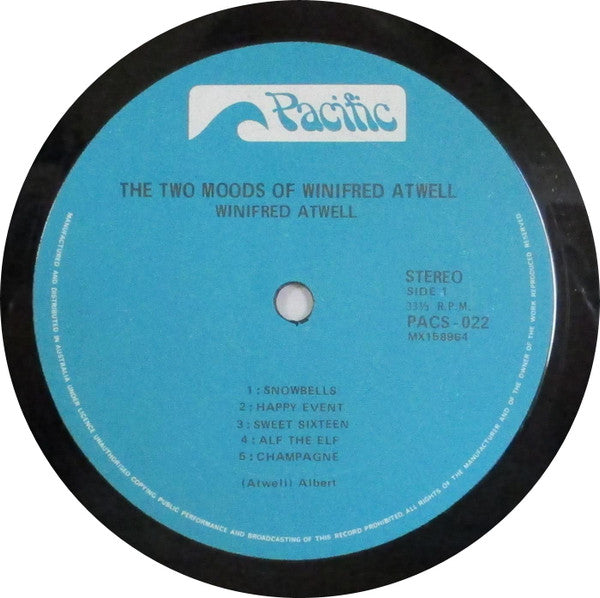 Pacific
THE TWO MOODS OF WINIFRED ATWELL
WINIFRED ATWELL
STEREO
SIDE 1
33⅓ R.P.M.
PACS-022
MX158964
1 : SNOWBELLS
2 : HAPPY EVENT
3 : SWEET SIXTEEN
4 : ALF THE ELF
5 : CHAMPAGNE
(Atwell) Albert
MANUFACTURED AND DISTRIBUTED IN AUSTRALIA UNDER LICENCE UNAUTHORISED COPYING PUBLIC PERFORMANCE AND BROADCASTING OF THIS RECORD PROHIBITED. ALL RIGHTS OF THE MANUFACTURER AND OF THE OWNER OF THE WORK REPRODUCED RESERVED